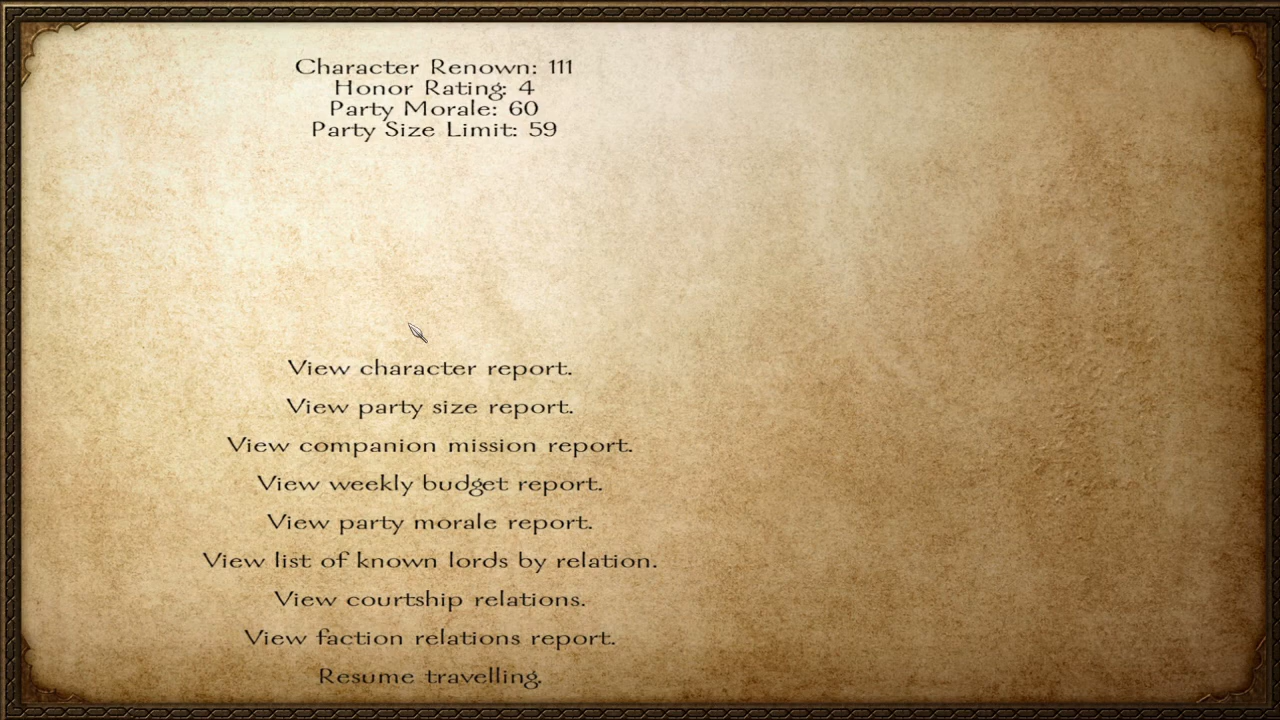 Character Renown: 111
Honor Rating: 4
Party Morale: 60
Party Size Limit: 59
View character report.
View party size report.
View companion mission report.
View weekly budget report.
View party morale report.
View list of known lords by relation.
View courtship relations.
View faction relations report.
Resume travelling.